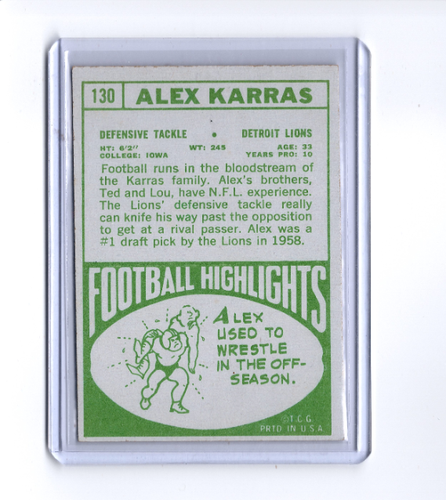 130 ALEX KARRAS
DEFENSIVE TACKLE • DETROIT LIONS
HT: 6'2" WT: 245 AGE: 33
COLLEGE: IOWA YEARS PRO: 10
Football runs in the bloodstream of
the Karras family. Alex's brothers,
Ted and Lou, have N.F.L. experience.
The Lions' defensive tackle really
can knife his way past the opposition
to get at a rival passer. Alex was a
#1 draft pick by the Lions in 1958.
FOOTBALL HIGHLIGHTS
ALEX
USED TO
WRESTLE
IN THE OFF-
SEASON.
©T.C.G.
PRTD IN U.S.A.